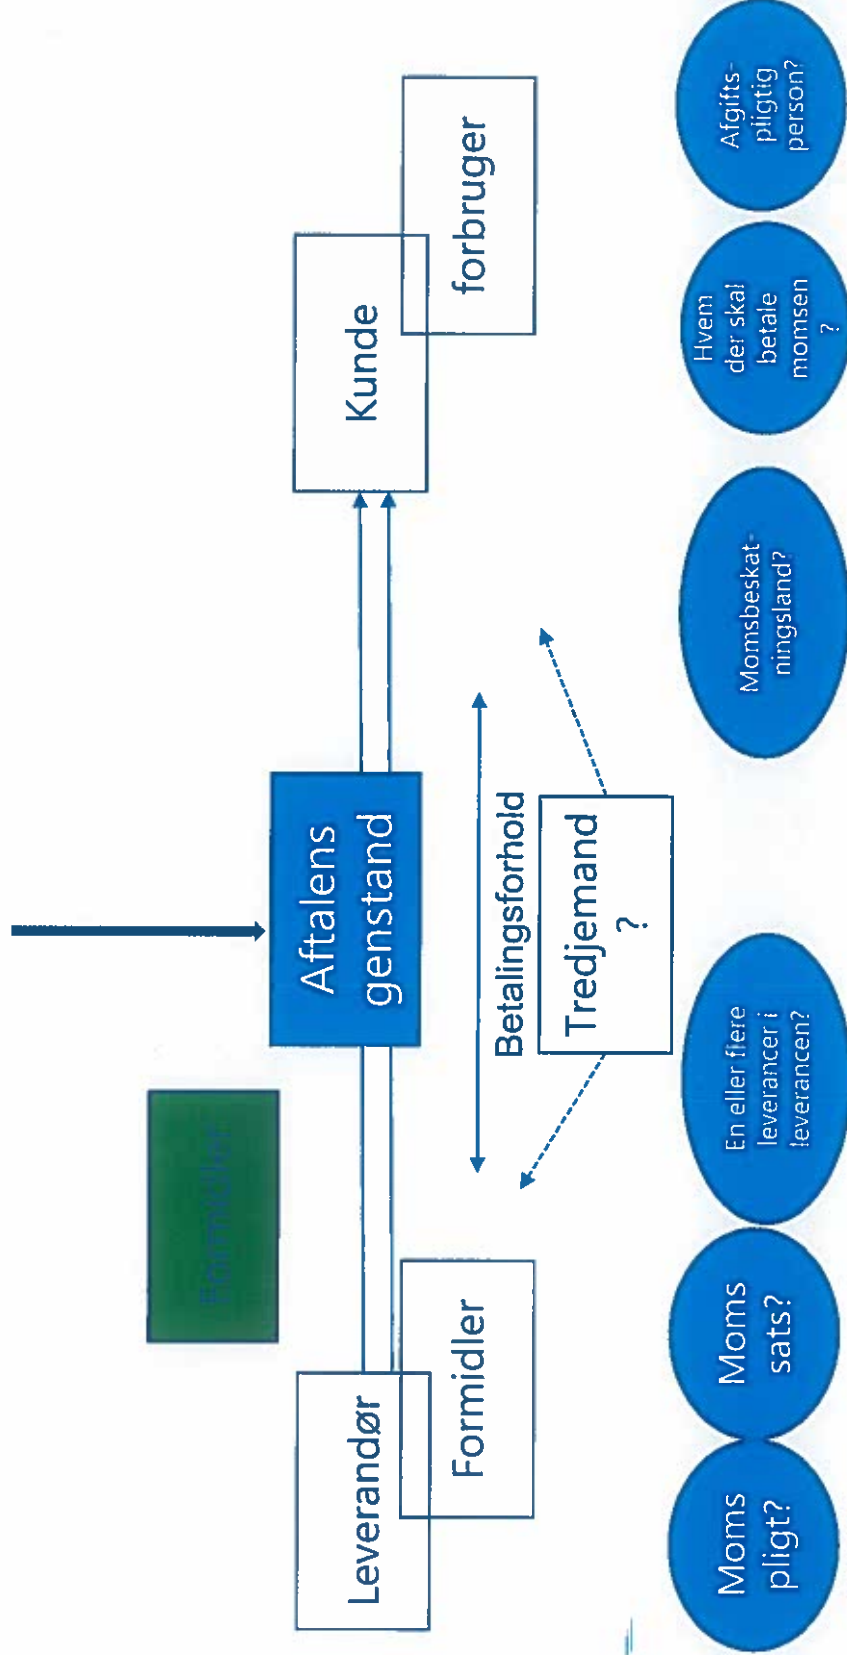 Formidler
Leverandør
Formidler
Aftalens
genstand
Kunde
forbruger
Betalingsforhold
Tredjemand
?
Moms
pligt?
Moms
sats?
En eller flere
leverancer i
leverancen?
Momsbeskat-
ningsland?
Hvem
der skal
betale
momsen
?
Afgifts-
pligtig
person?